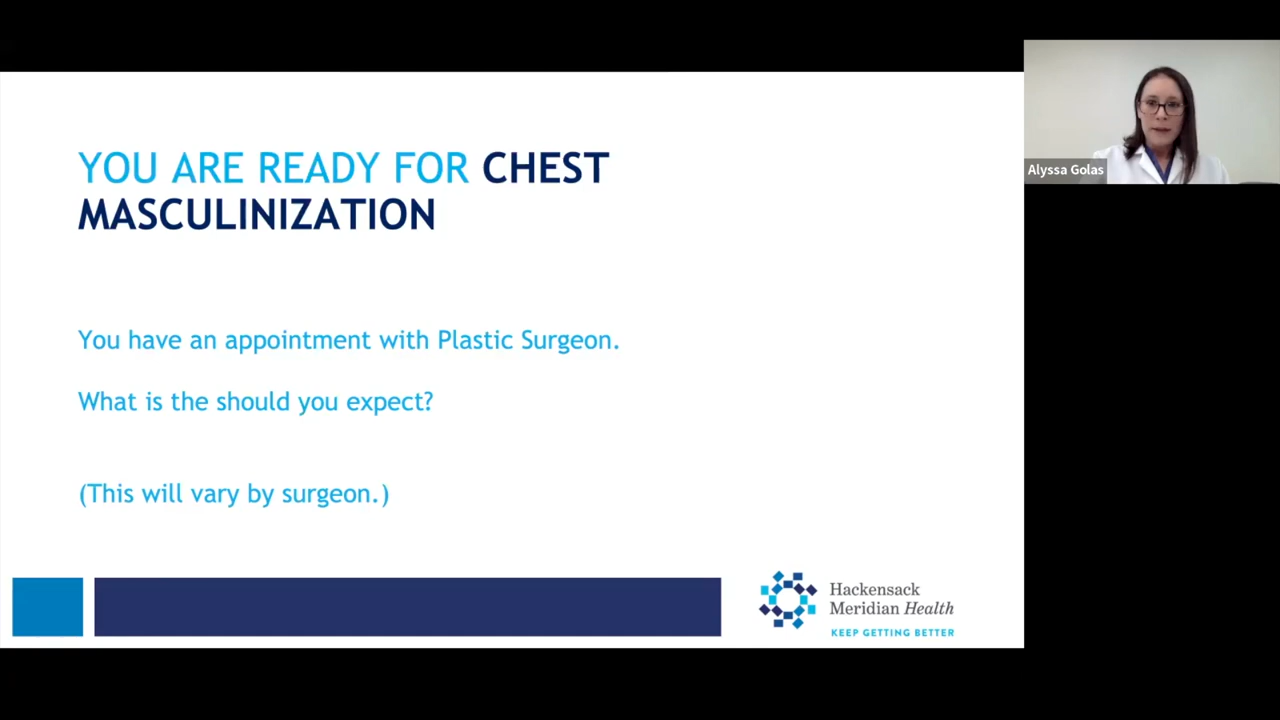 YOU ARE READY FOR CHEST
MASCULINIZATION
You have an appointment with Plastic Surgeon.
What is the should you expect?
(This will vary by surgeon.)
Hackensack
Meridian Health
KEEP GETTING BETTER
Alyssa Golas